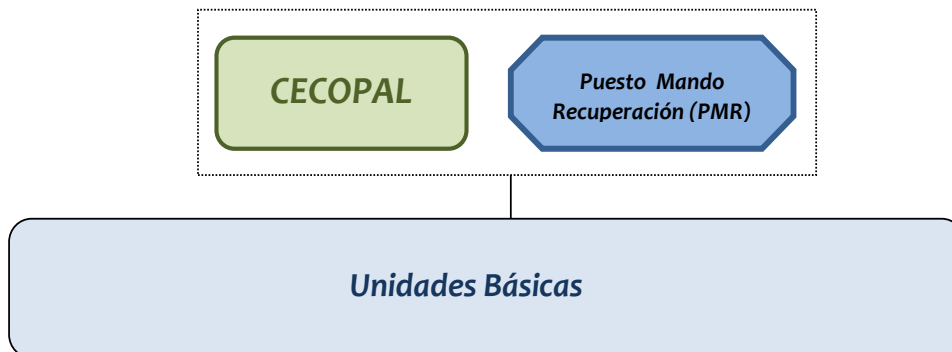 CECOPAL
Puesto Mando
Recuperación (PMR)
Unidades Básicas